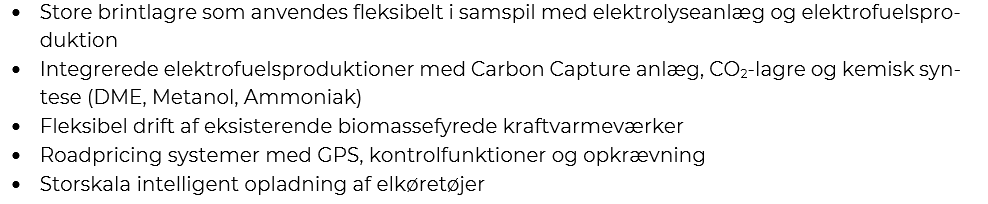 • Store brintlagre som anvendes fleksibelt i samspil med elektrolyseanlæg og elektrofuelspro-
duktion
• Integrerede elektrofuelsproduktioner med Carbon Capture anlæg, CO₂-lagre og kemisk syn-
tese (DME, Metanol, Ammoniak)
• Fleksibel drift af eksisterende biomassefyrede kraftvarmeværker
• Roadpricing systemer med GPS, kontrolfunktioner og opkrævning
• Storskala intelligent opladning af elkøretøjer